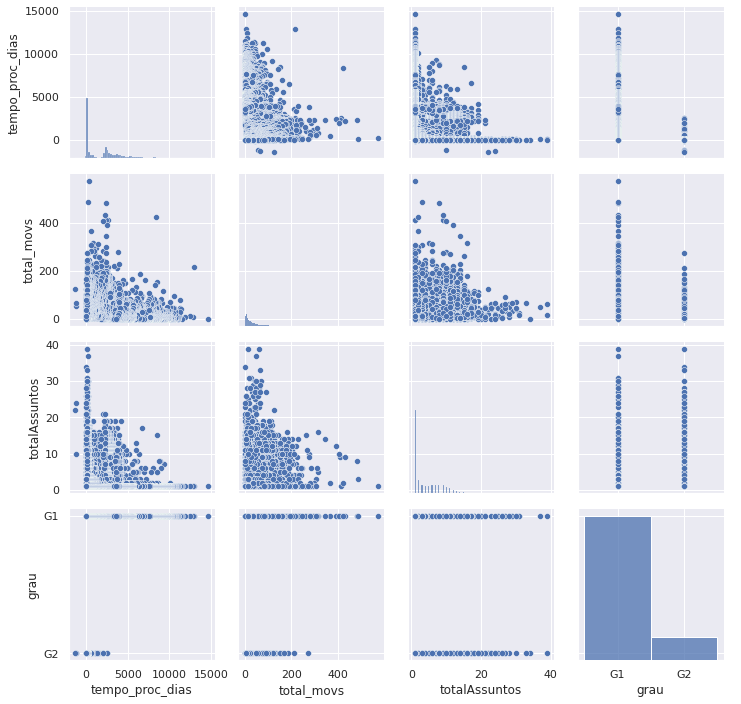 15000
10000
5000
0
tempo_proc_dias
400
200
0
total_movs
40
30
20
10
0
totalAssuntos
G1
G2
grau
0 5000 10000 15000
tempo_proc_dias
0 200 400
total_movs
0 20 40
totalAssuntos
G1 G2
grau